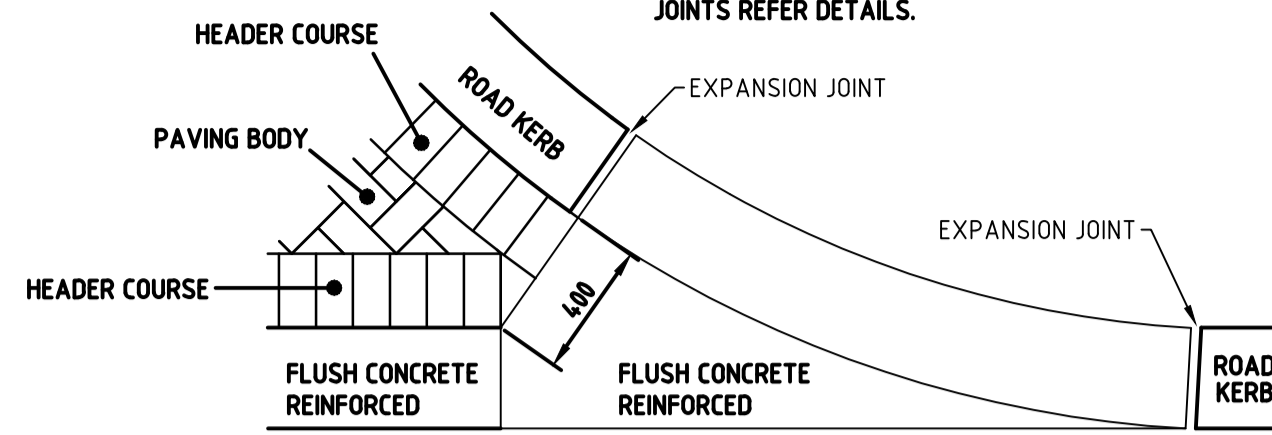 JOINTS REFER DETAILS.
HEADER COURSE
ROAD KERB
EXPANSION JOINT
PAVING BODY
EXPANSION JOINT
HEADER COURSE
400
FLUSH CONCRETE
REINFORCED
FLUSH CONCRETE
REINFORCED
ROAD
KERB